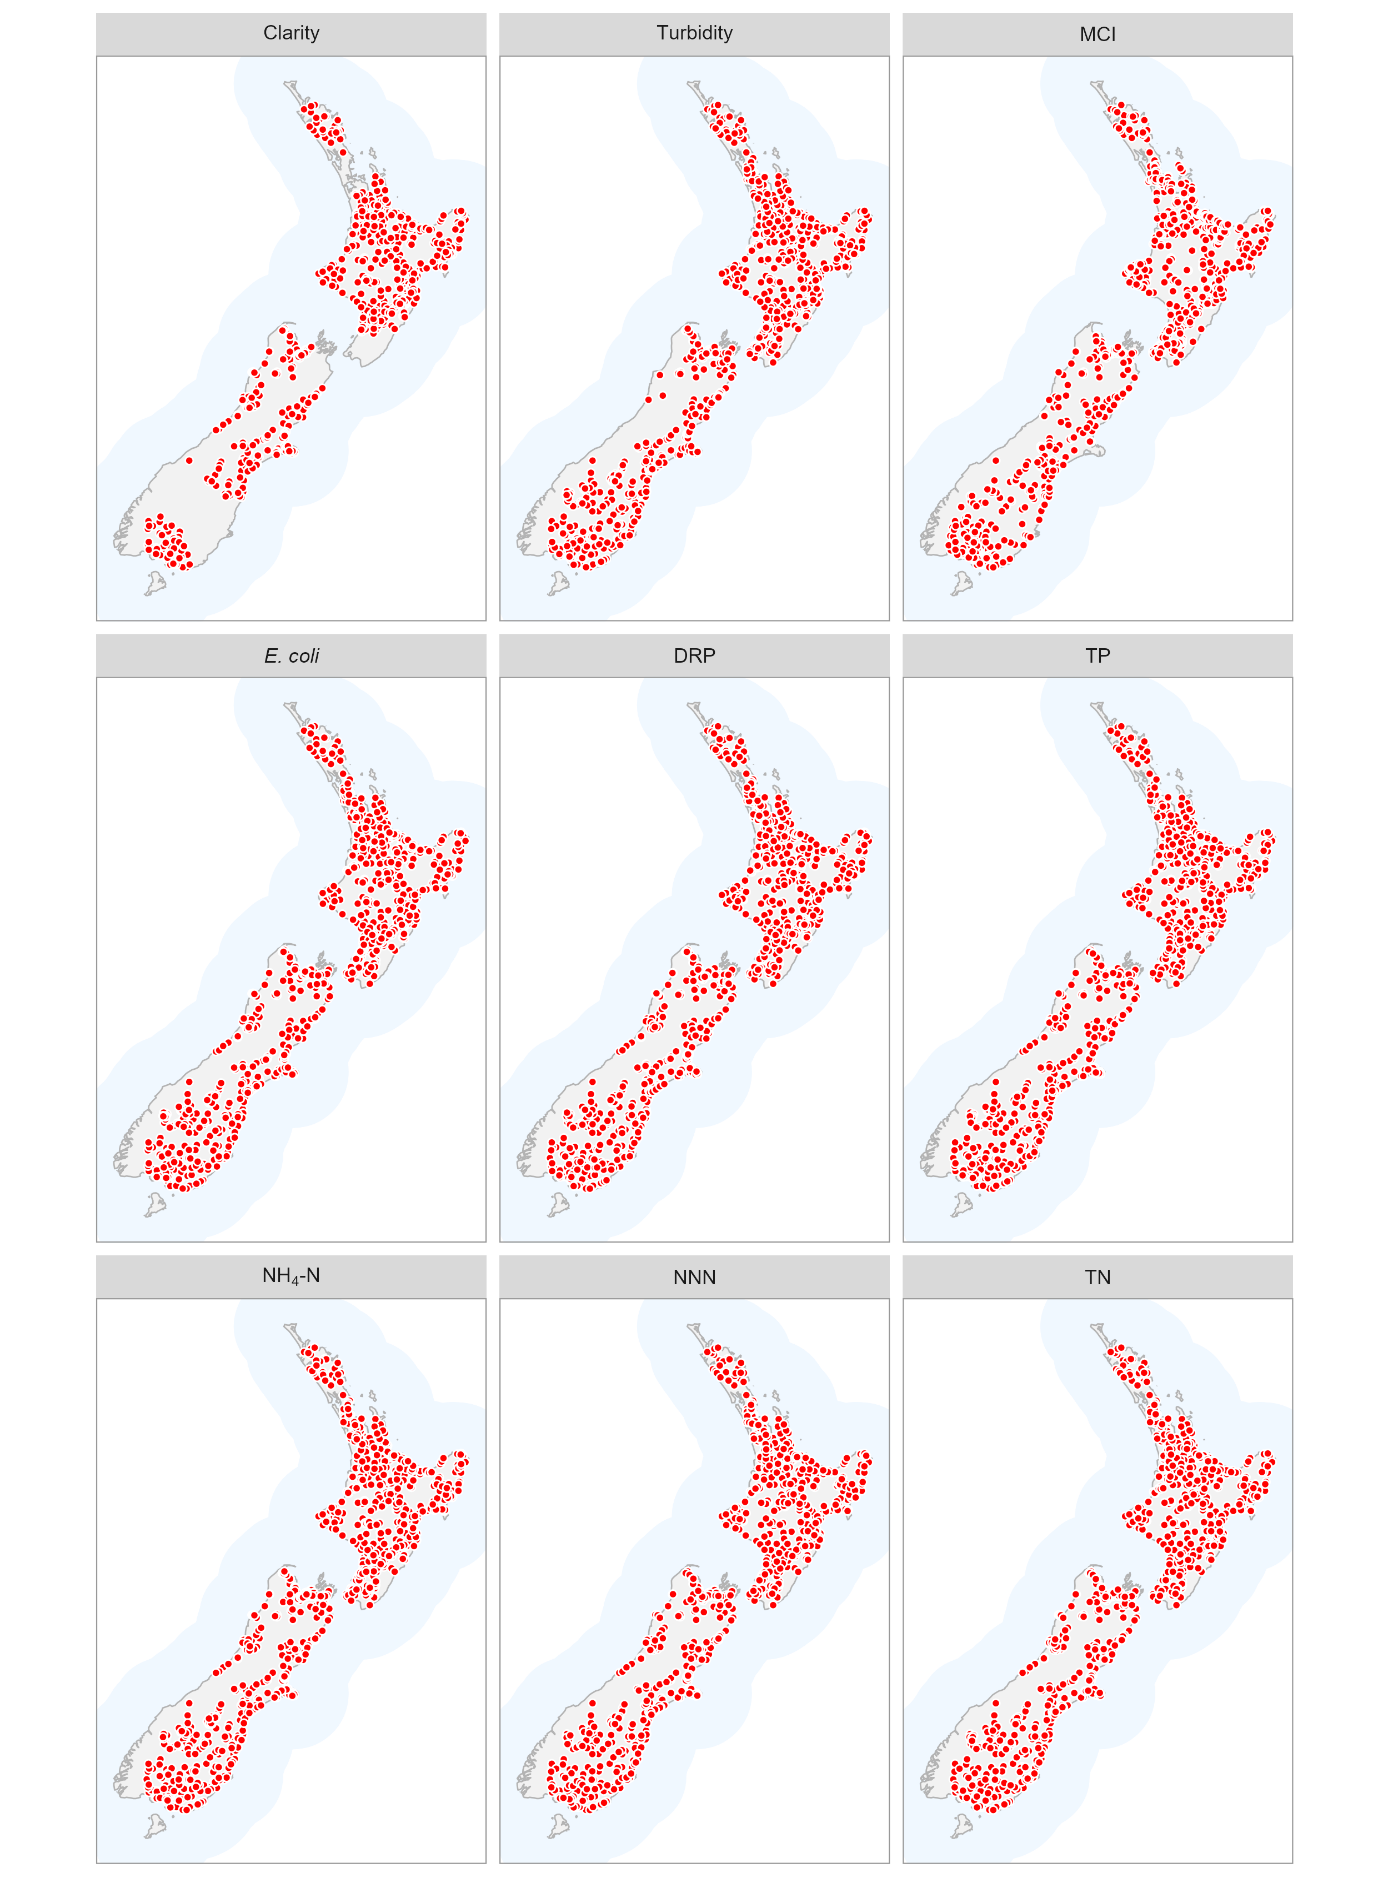 Clarity
Turbidity
MCI
E. coli
DRP
TP
NH₄-N
NNN
TN